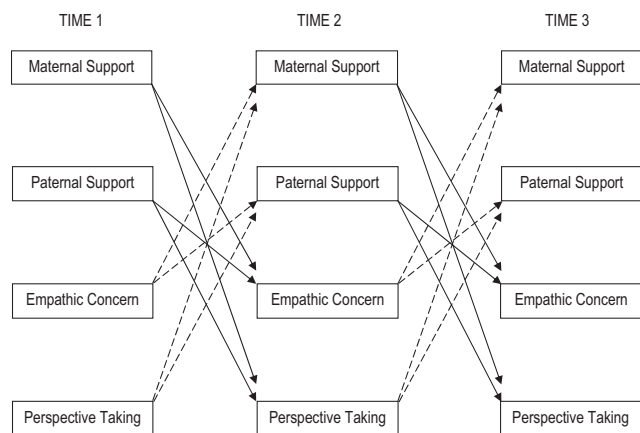 TIME 1 TIME 2 TIME 3
Maternal Support Maternal Support Maternal Support
Paternal Support Paternal Support Paternal Support
Empathic Concern Empathic Concern Empathic Concern
Perspective Taking Perspective Taking Perspective Taking